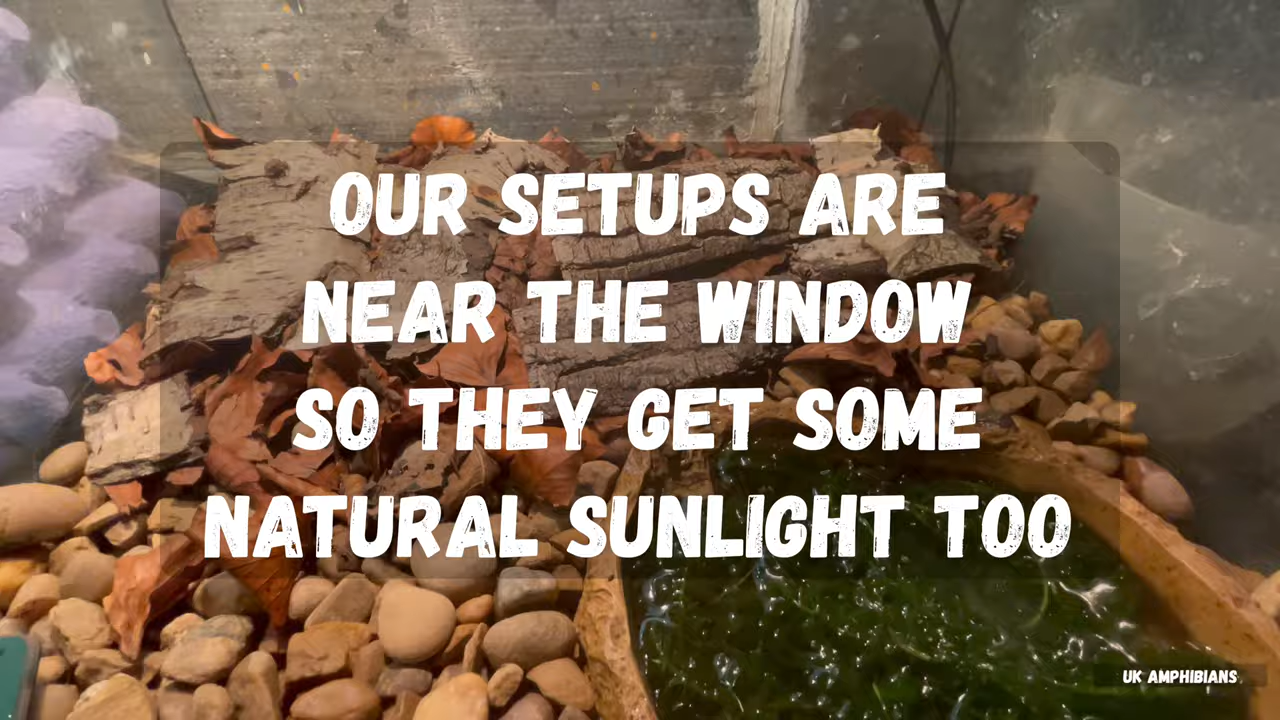 OUR SETUPS ARE
NEAR THE WINDOW
SO THEY GET SOME
NATURAL SUNLIGHT TOO
UK AMPHIBIANS